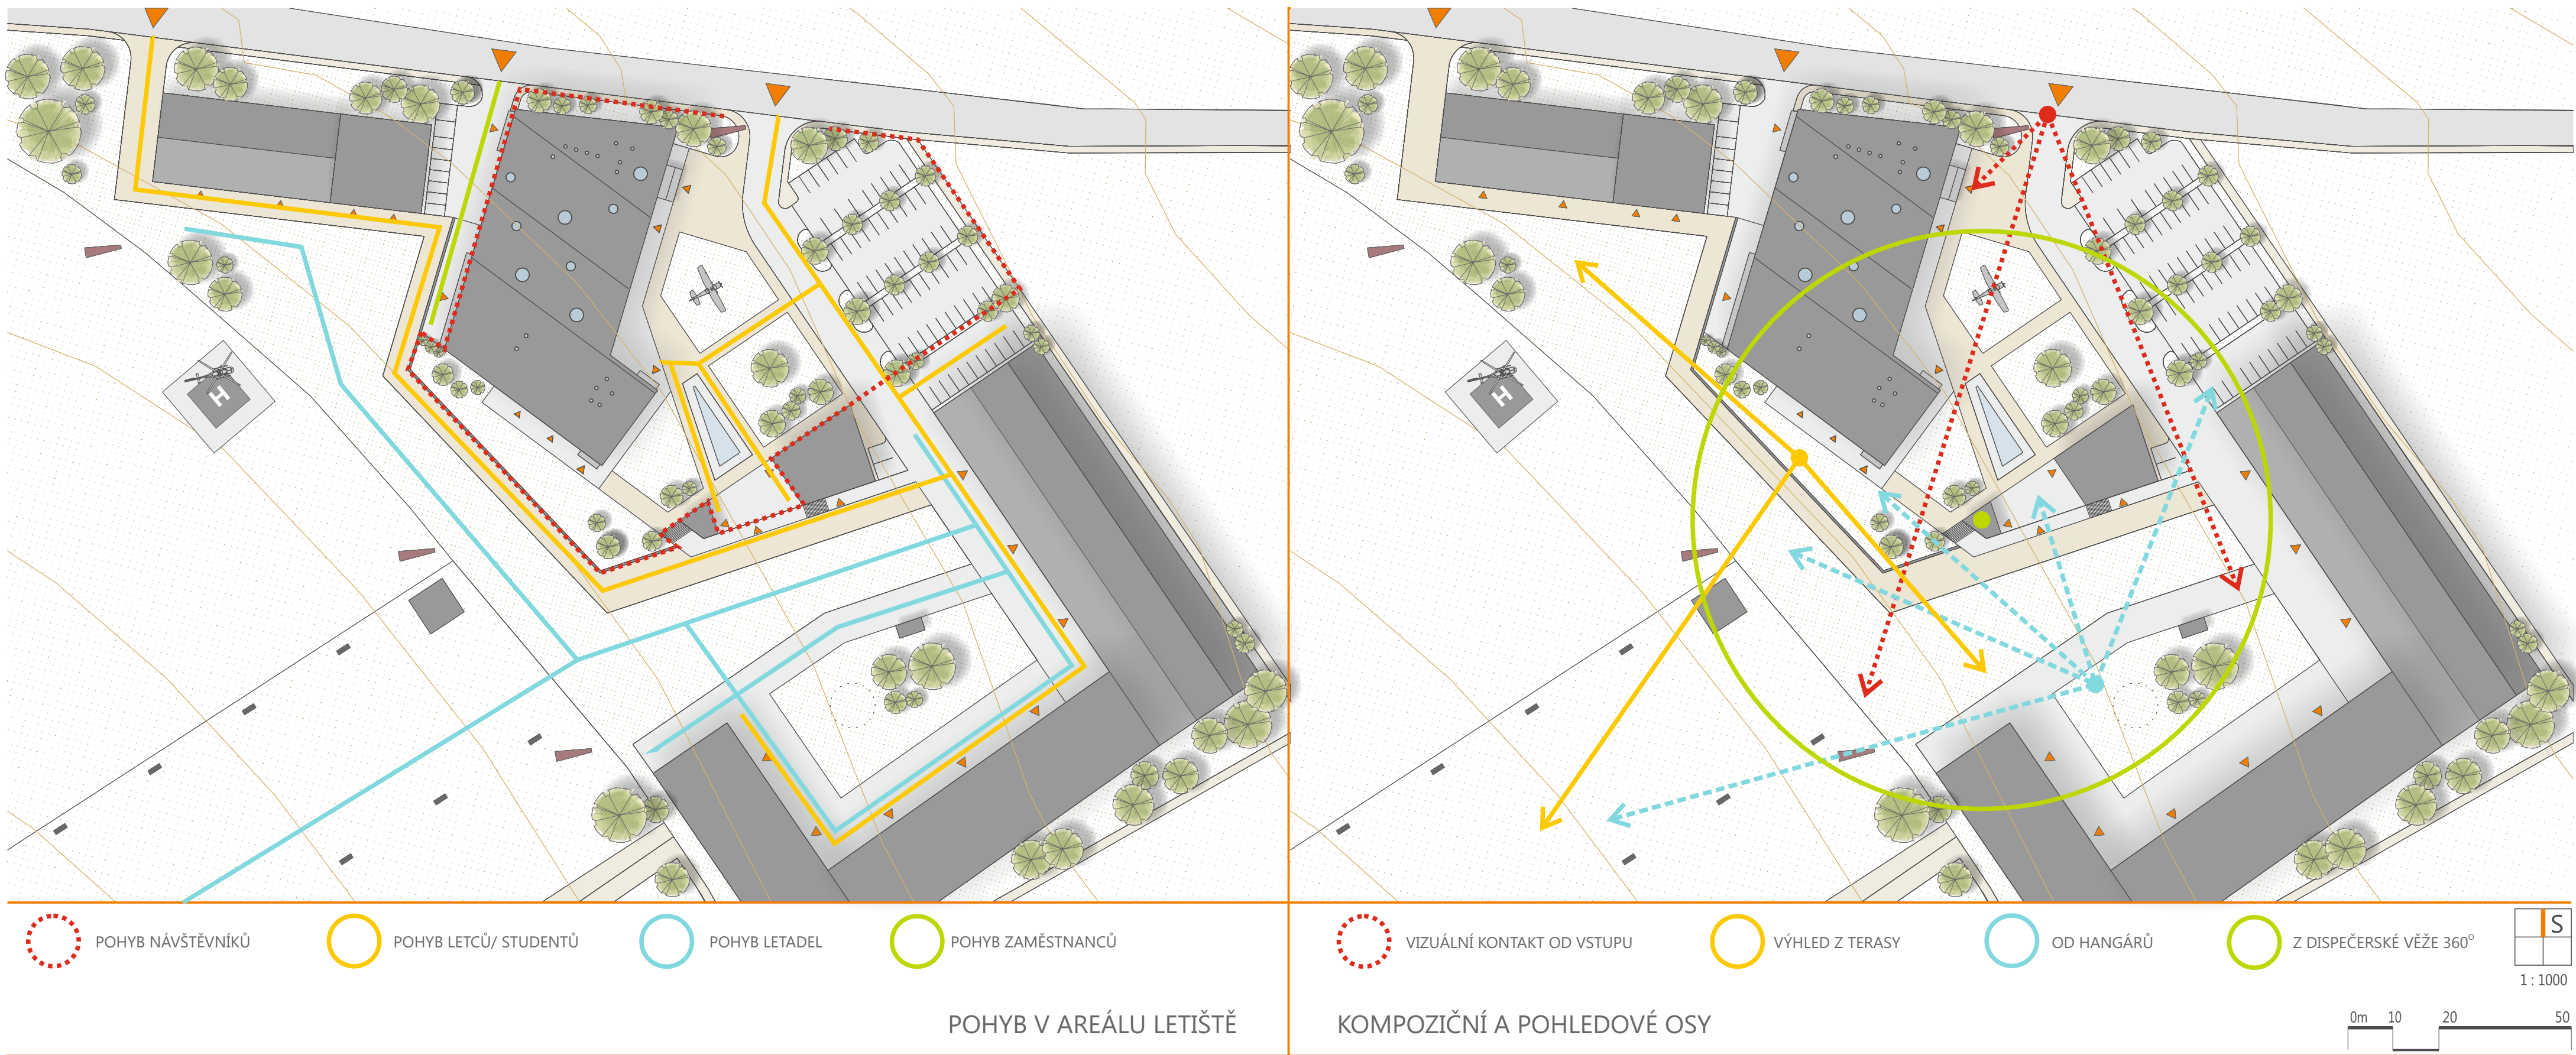 H
H
POHYB NÁVŠTĚVNÍKŮ
POHYB LETCŮ/ STUDENTŮ
POHYB LETADEL
POHYB ZAMĚSTNANCŮ
VIZUÁLNÍ KONTAKT OD VSTUPU
VÝHLED Z TERASY
OD HANGÁRŮ
Z DISPEČERSKÉ VĚŽE 360°
S
1 : 1000
POHYB V AREÁLU LETIŠTĚ
KOMPOZIČNÍ A POHLEDOVÉ OSY
0m 10 20 50